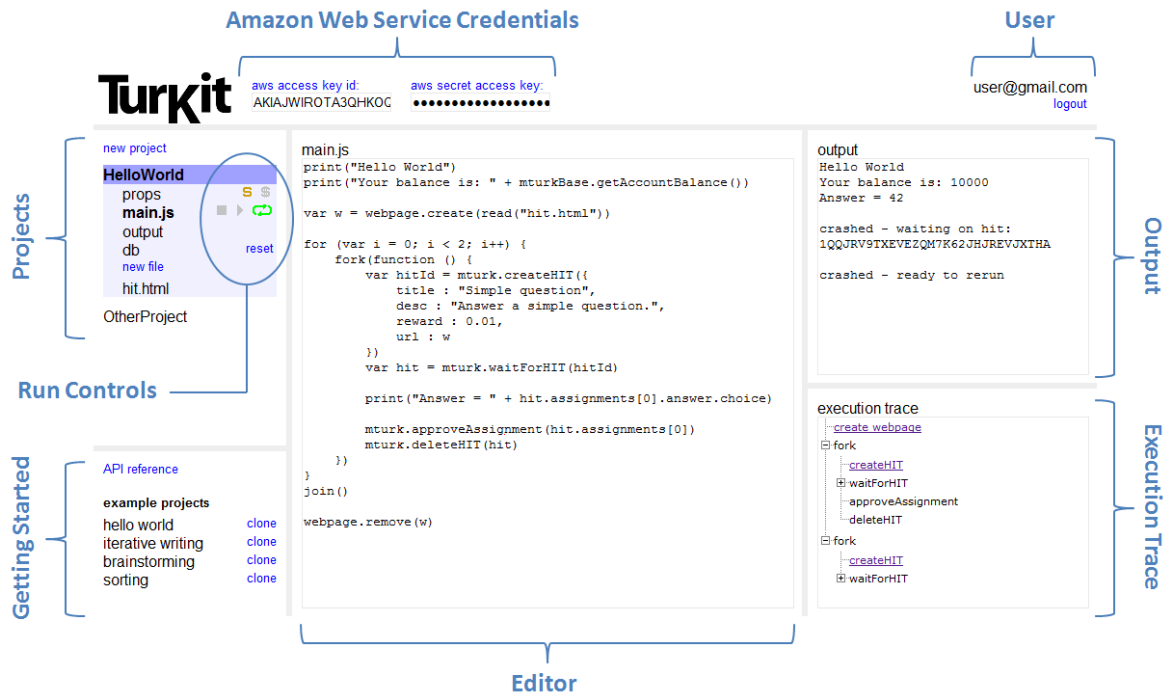 Amazon Web Service Credentials
User
Turkit
aws access key id:
aws secret access key:
AKIAJWIROTA3QHKOC
••••••••••••••••••
user@gmail.com
logout
Projects
new project
HelloWorld
props
S $
main.js
output
db
reset
new file
hit.html
OtherProject
Run Controls
Getting Started
API reference
example projects
hello world clone
iterative writing clone
brainstorming clone
sorting clone
main.js
print("Hello World")
print("Your balance is: " + mturkBase.getAccountBalance())
var w = webpage.create(read("hit.html"))
for (var i = 0; i < 2; i++) {
    fork(function () {
        var hitId = mturk.createHIT({
            title : "Simple question",
            desc : "Answer a simple question.",
            reward : 0.01,
            url : w
        })
        var hit = mturk.waitForHIT(hitId)
        print("Answer = " + hit.assignments[0].answer.choice)
        mturk.approveAssignment(hit.assignments[0])
        mturk.deleteHIT(hit)
    })
}
join()
webpage.remove(w)
Editor
output
Hello World
Your balance is: 10000
Answer = 42
crashed - waiting on hit:
1QQJRV9TXEVEZQM7K62JHJREVJXTHA
crashed - ready to rerun
Output
execution trace
create webpage
fork
createHIT
waitForHIT
approveAssignment
deleteHIT
fork
createHIT
waitForHIT
Execution Trace